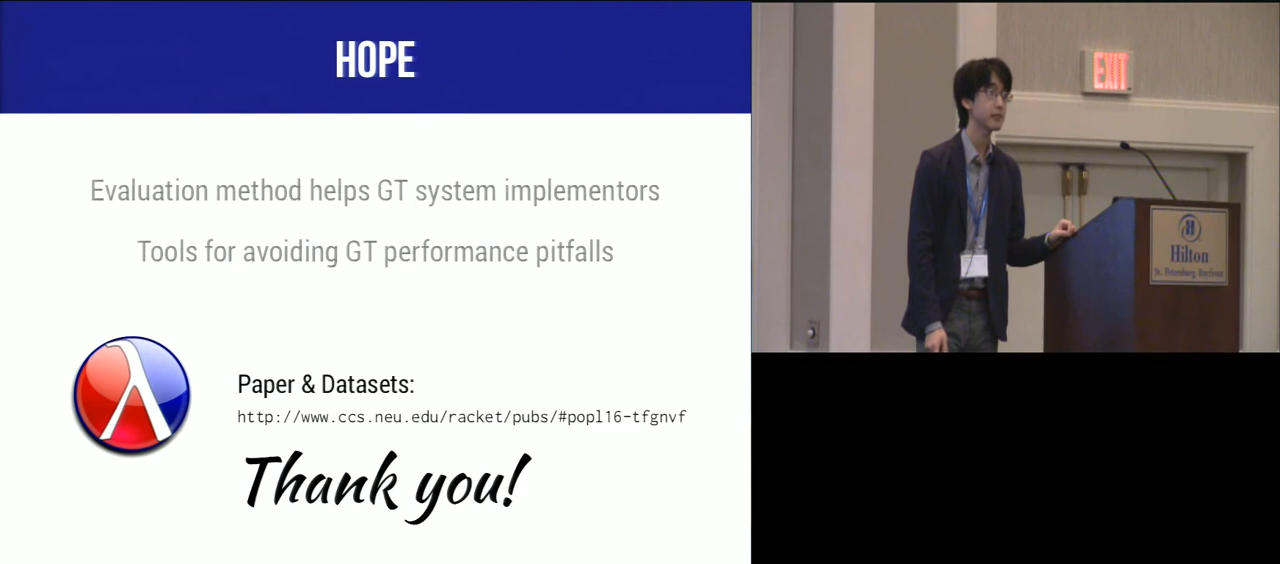 HOPE
Evaluation method helps GT system implementors
Tools for avoiding GT performance pitfalls
Paper & Datasets:
http://www.ccs.neu.edu/racket/pubs/#popl16-tfgnvf
Thank you!
EXIT
Hilton
St. Petersburg Bayfront